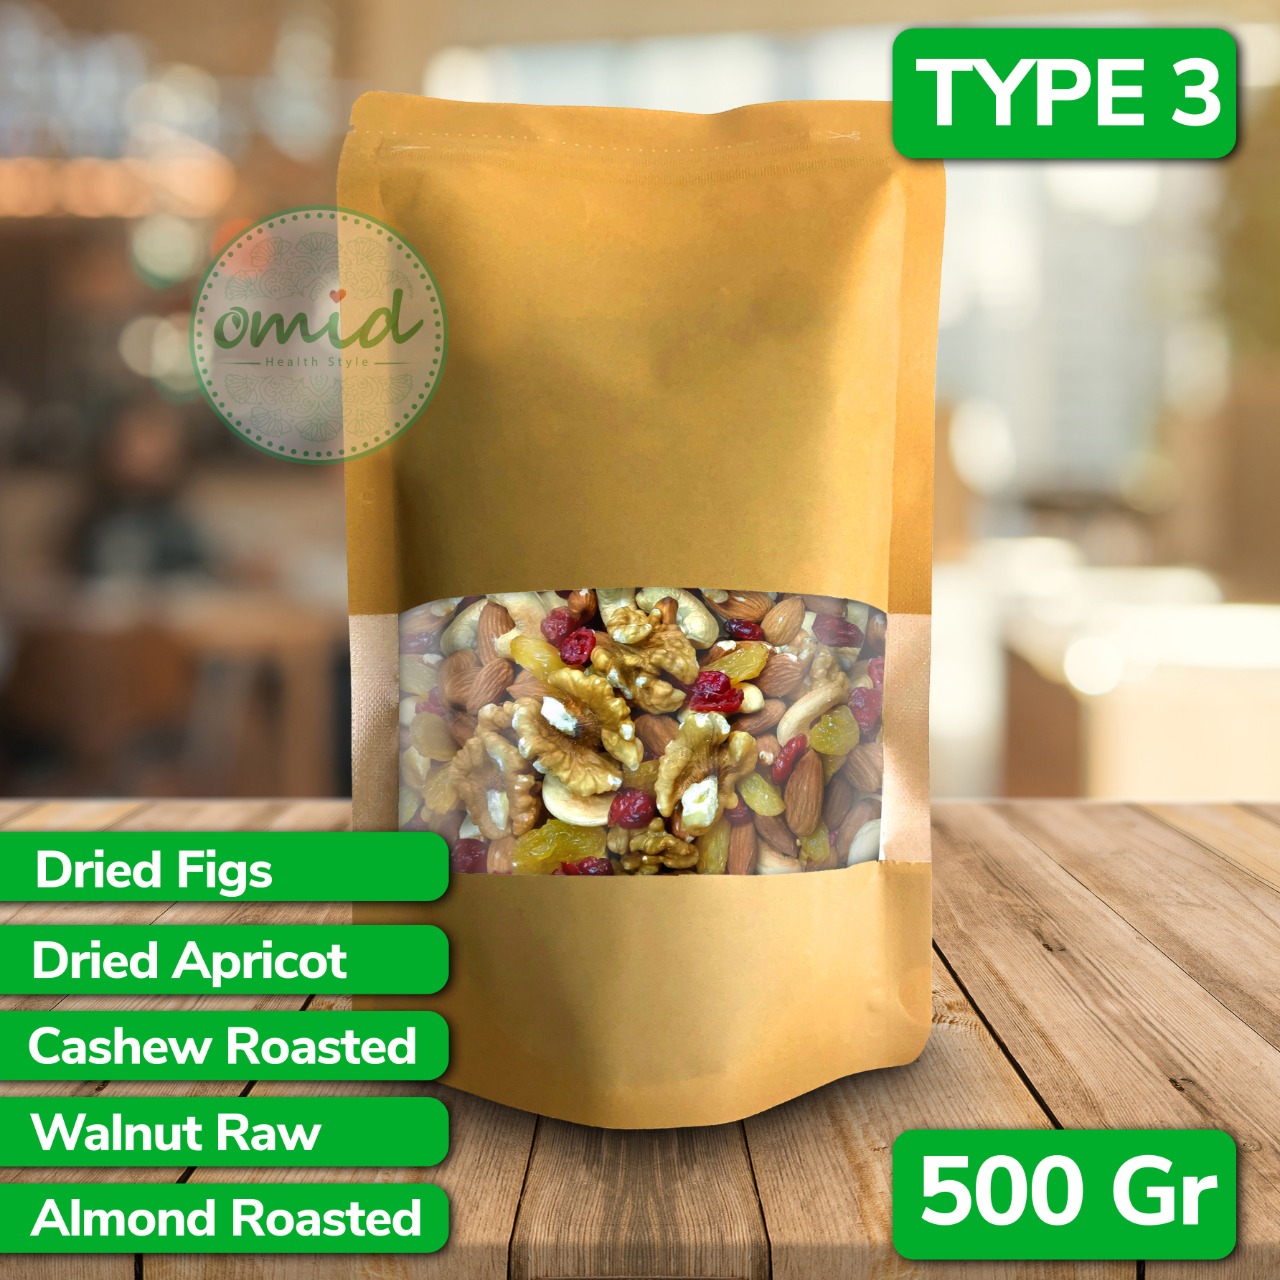 TYPE 3
omid
Health Style
Dried Figs
Dried Apricot
Cashew Roasted
Walnut Raw
Almond Roasted
500 Gr